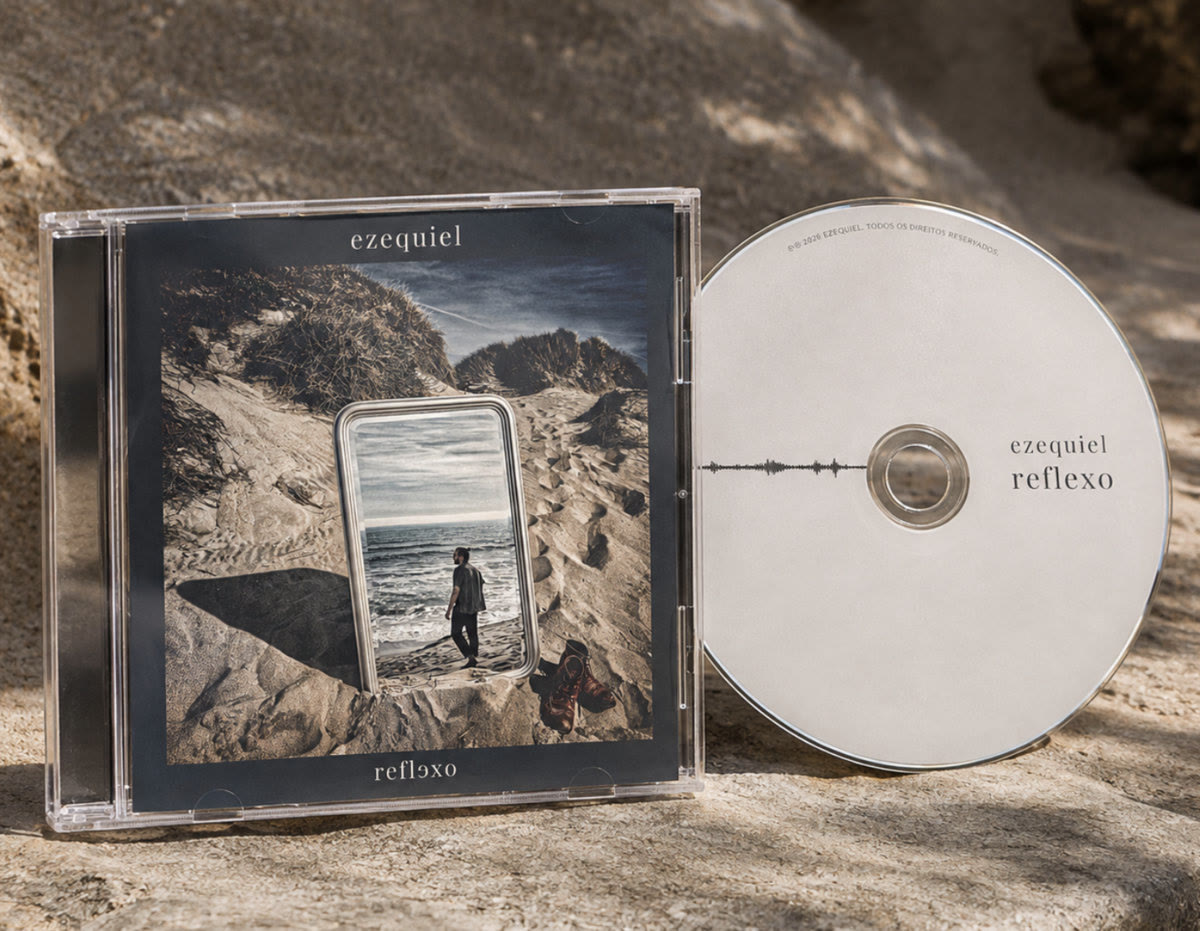 ezequiel
reflɘxo
℗© 2026 EZEQUIEL. TODOS OS DIREITOS RESERVADOS.
ezequiel
reflexo